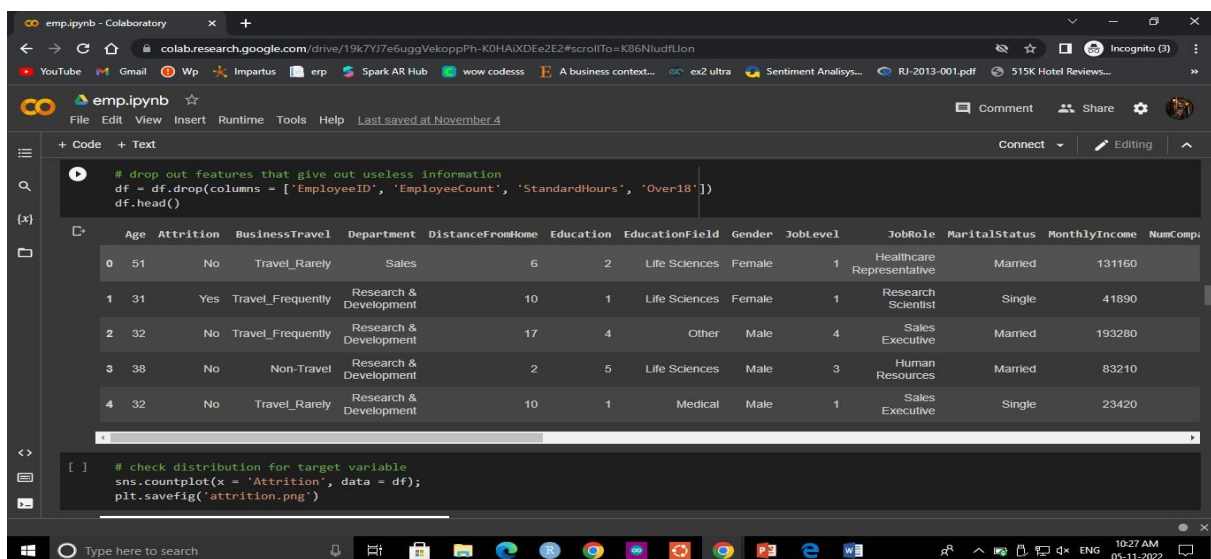 emp.ipynb - Colaboratory
colab.research.google.com/drive/19k7YJ7e6uggVekoppPh-K0HAiXDEe2E2#scrollTo=K86NIudfLIon
Incognito (3)
YouTube Gmail Wp Impartus erp Spark AR Hub wow codesss A business context... ex2 ultra Sentiment Analisys... RJ-2013-001.pdf 515K Hotel Reviews...
emp.ipynb
Comment Share
File Edit View Insert Runtime Tools Help Last saved at November 4
+ Code + Text Connect Editing
# drop out features that give out useless information
df = df.drop(columns = ['EmployeeID', 'EmployeeCount', 'StandardHours', 'Over18'])
df.head()
Age Attrition BusinessTravel Department DistanceFromHome Education EducationField Gender JobLevel JobRole MaritalStatus MonthlyIncome NumComp
0 51 No Travel_Rarely Sales 6 2 Life Sciences Female 1 Healthcare Representative Married 131160
1 31 Yes Travel_Frequently Research & Development 10 1 Life Sciences Female 1 Research Scientist Single 41890
2 32 No Travel_Frequently Research & Development 17 4 Other Male 4 Sales Executive Married 193280
3 38 No Non-Travel Research & Development 2 5 Life Sciences Male 3 Human Resources Married 83210
4 32 No Travel_Rarely Research & Development 10 1 Medical Male 1 Sales Executive Single 23420
[ ] # check distribution for target variable
sns.countplot(x = 'Attrition', data = df);
plt.savefig('attrition.png')
{x}
Type here to search
ENG
10:27 AM
05-11-2022